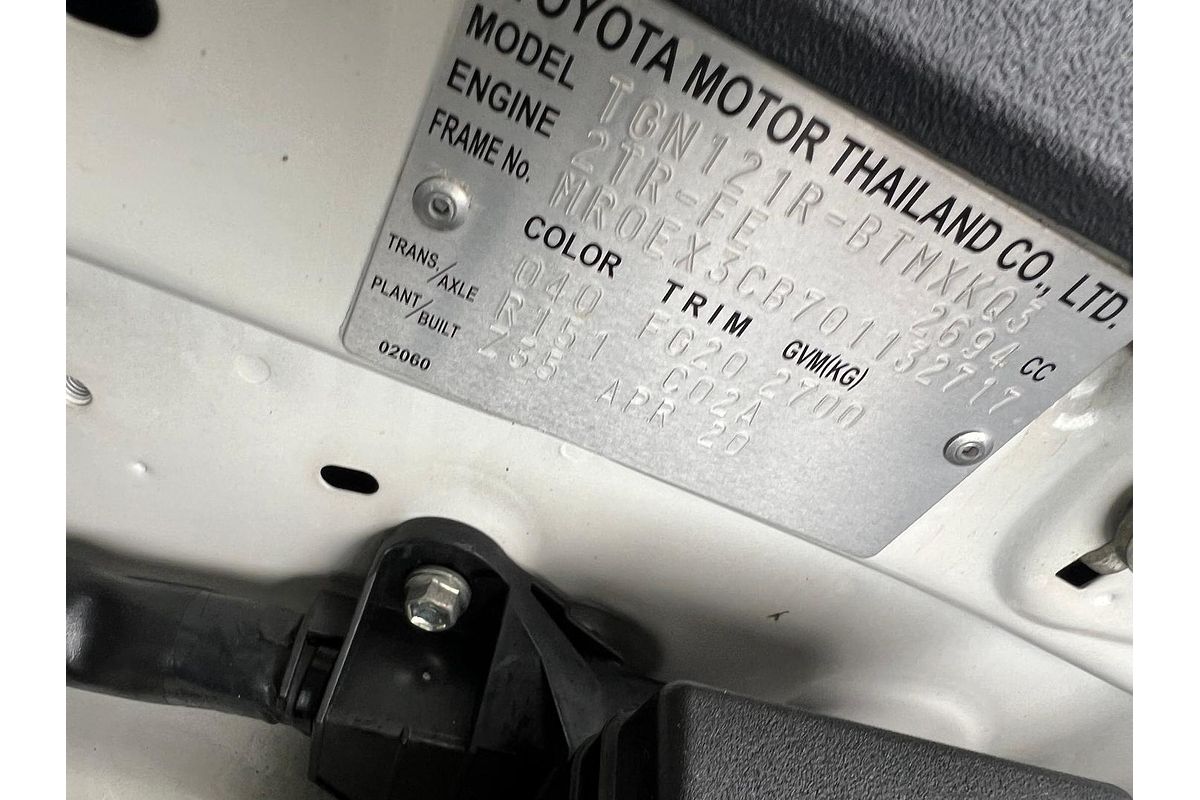 TOYOTA MOTOR THAILAND CO., LTD.
MODEL TGN121R-BTMXKQ3
ENGINE 2TR-FE 2694 CC
FRAME No. MR0EX3CB701132717
COLOR TRIM GVM(KG)
040 FG20 2700
TRANS/AXLE R151 C02A
PLANT/BUILT Z55 APR 20
02060